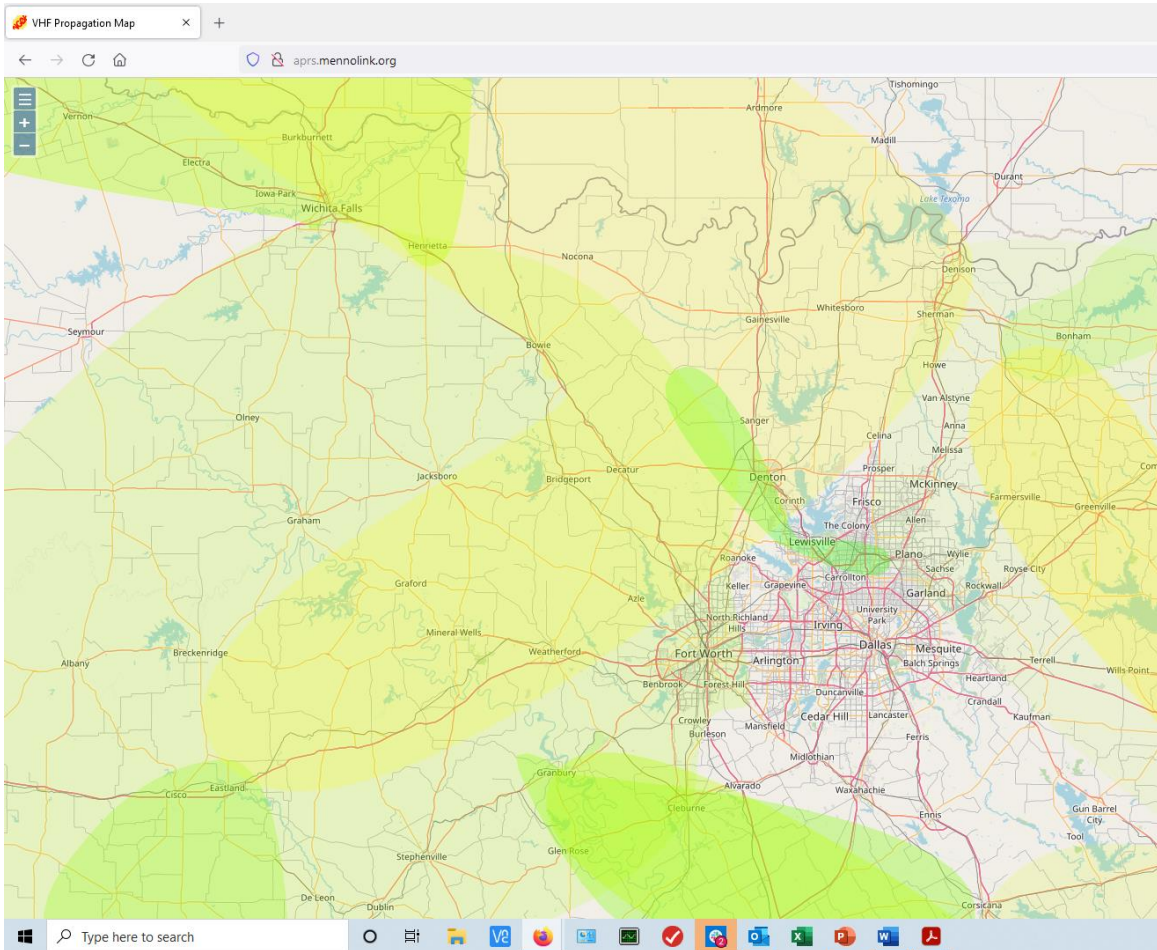 VHF Propagation Map
aprs.mennolink.org
Tishomingo
Vernon
Ardmore
Burkburnett
Madill
Electra
Durant
Iowa Park
Lake Texoma
Wichita Falls
Henrietta
Nocona
Denison
Whitesboro
Gainesville
Sherman
Seymour
Bonham
Bowie
Howe
Van Alstyne
Olney
Sanger
Anna
Celina
Melissa
Decatur
Prosper
Jacksboro
Bridgeport
Denton
McKinney
Com
Corinth
Frisco
Farmersville
Greenville
Graham
The Colony
Allen
Lewisville
Roanoke
Plano
Wylie
Sachse
Royse City
Graford
Keller
Grapevine
Carrollton
Rockwall
Garland
Azle
University
Park
North Richland
Hills
Irving
Mineral Wells
Dallas
Mesquite
Breckenridge
Weatherford
Fort Worth
Arlington
Balch Springs
Terrell
Albany
Wills Point
Benbrook
Forest Hill
Heartland
Duncanville
Crandall
Cedar Hill
Lancaster
Kaufman
Crowley
Mansfield
Burleson
Ferris
Midlothian
Granbury
Eastland
Alvarado
Waxahachie
Cisco
Cleburne
Gun Barrel
City
Ennis
Tool
Glen Rose
Stephenville
De Leon
Dublin
Corsicana
Type here to search